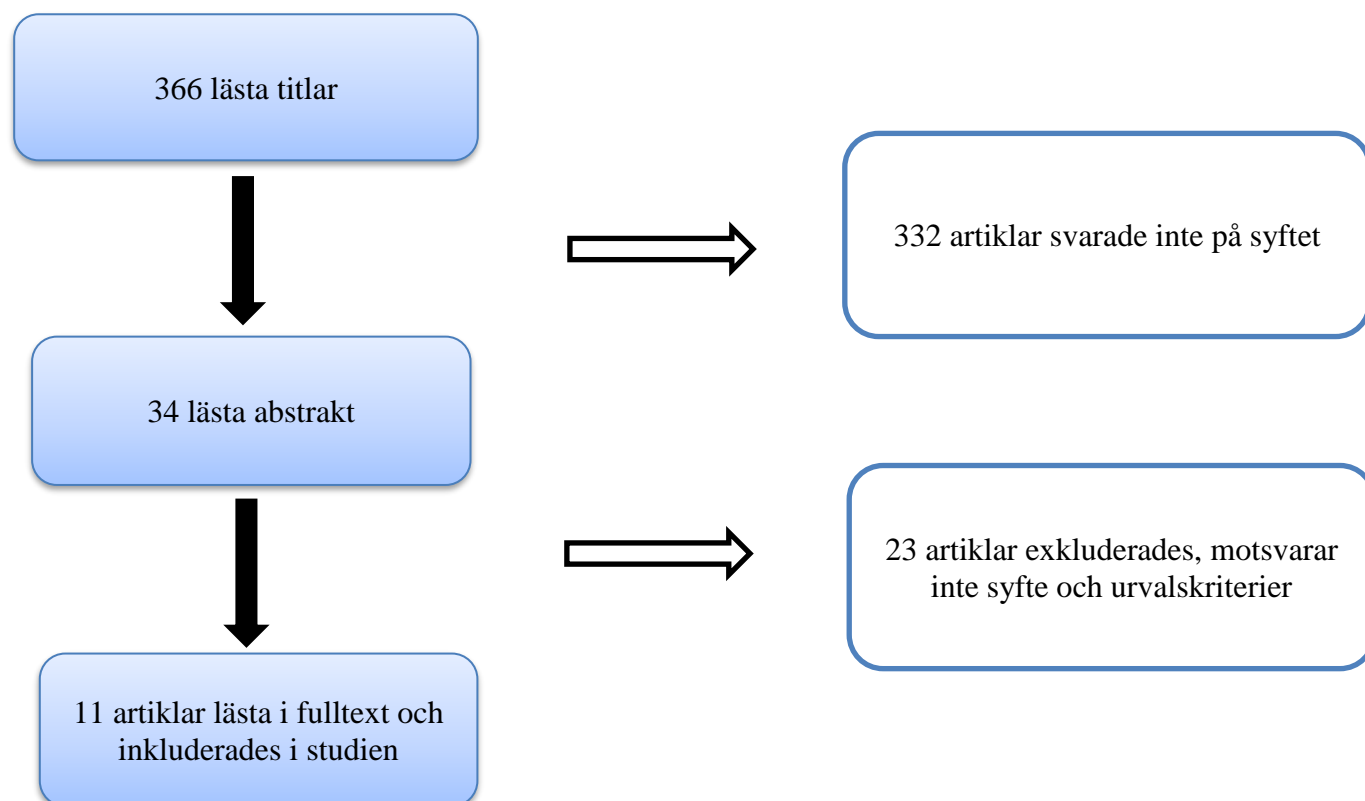 366 lästa titlar
332 artiklar svarade inte på syftet
34 lästa abstrakt
23 artiklar exkluderades, motsvarar
inte syfte och urvalskriterier
11 artiklar lästa i fulltext och
inkluderades i studien